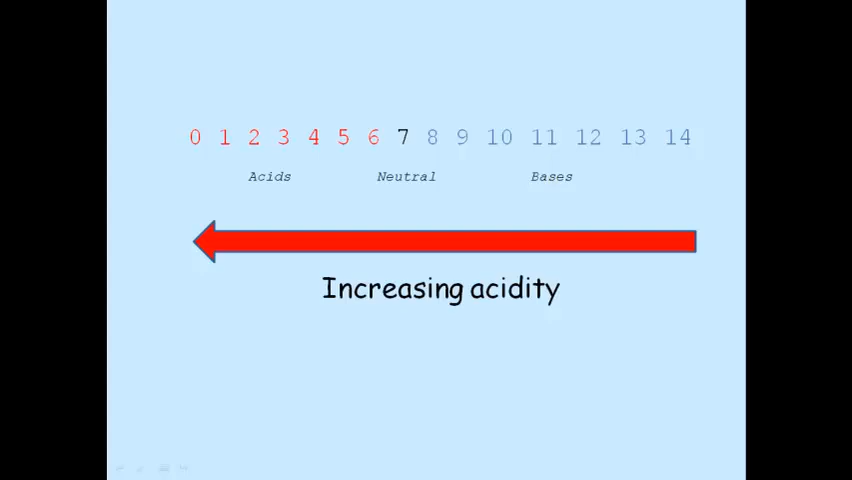 0 1 2 3 4 5 6 7 8 9 10 11 12 13 14
Acids Neutral Bases
Increasing acidity